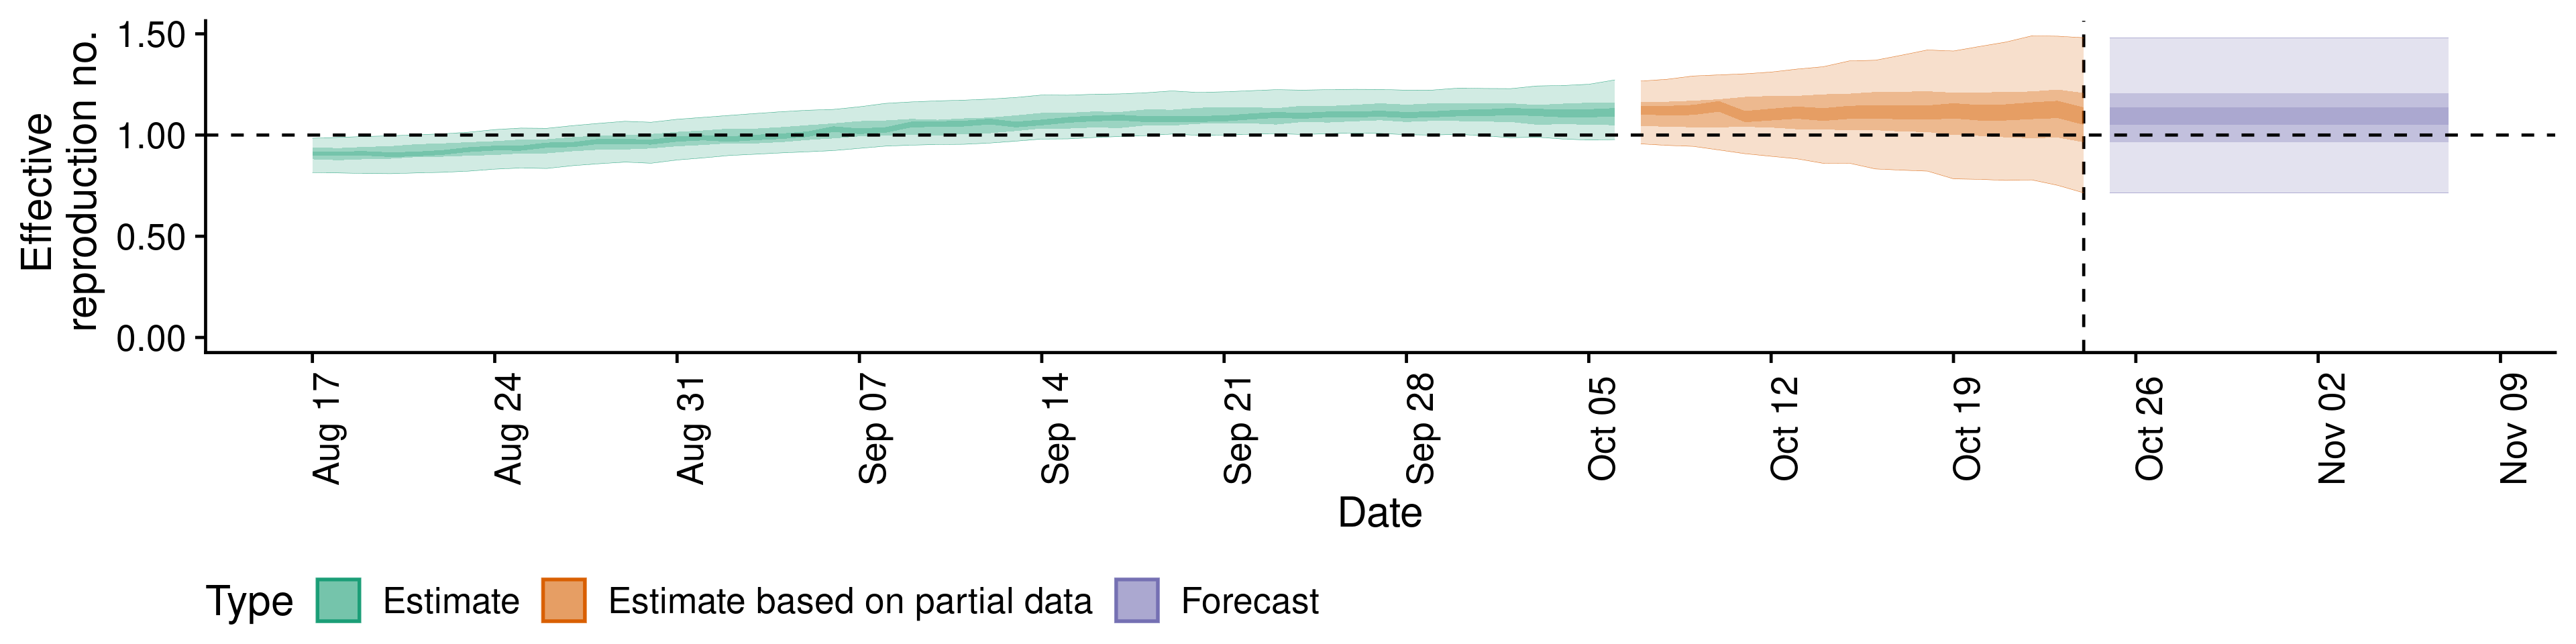 Effective
reproduction no.
1.50
1.00
0.50
0.00
Aug 17
Aug 24
Aug 31
Sep 07
Sep 14
Sep 21
Sep 28
Oct 05
Oct 12
Oct 19
Oct 26
Nov 02
Nov 09
Date
Type Estimate Estimate based on partial data Forecast